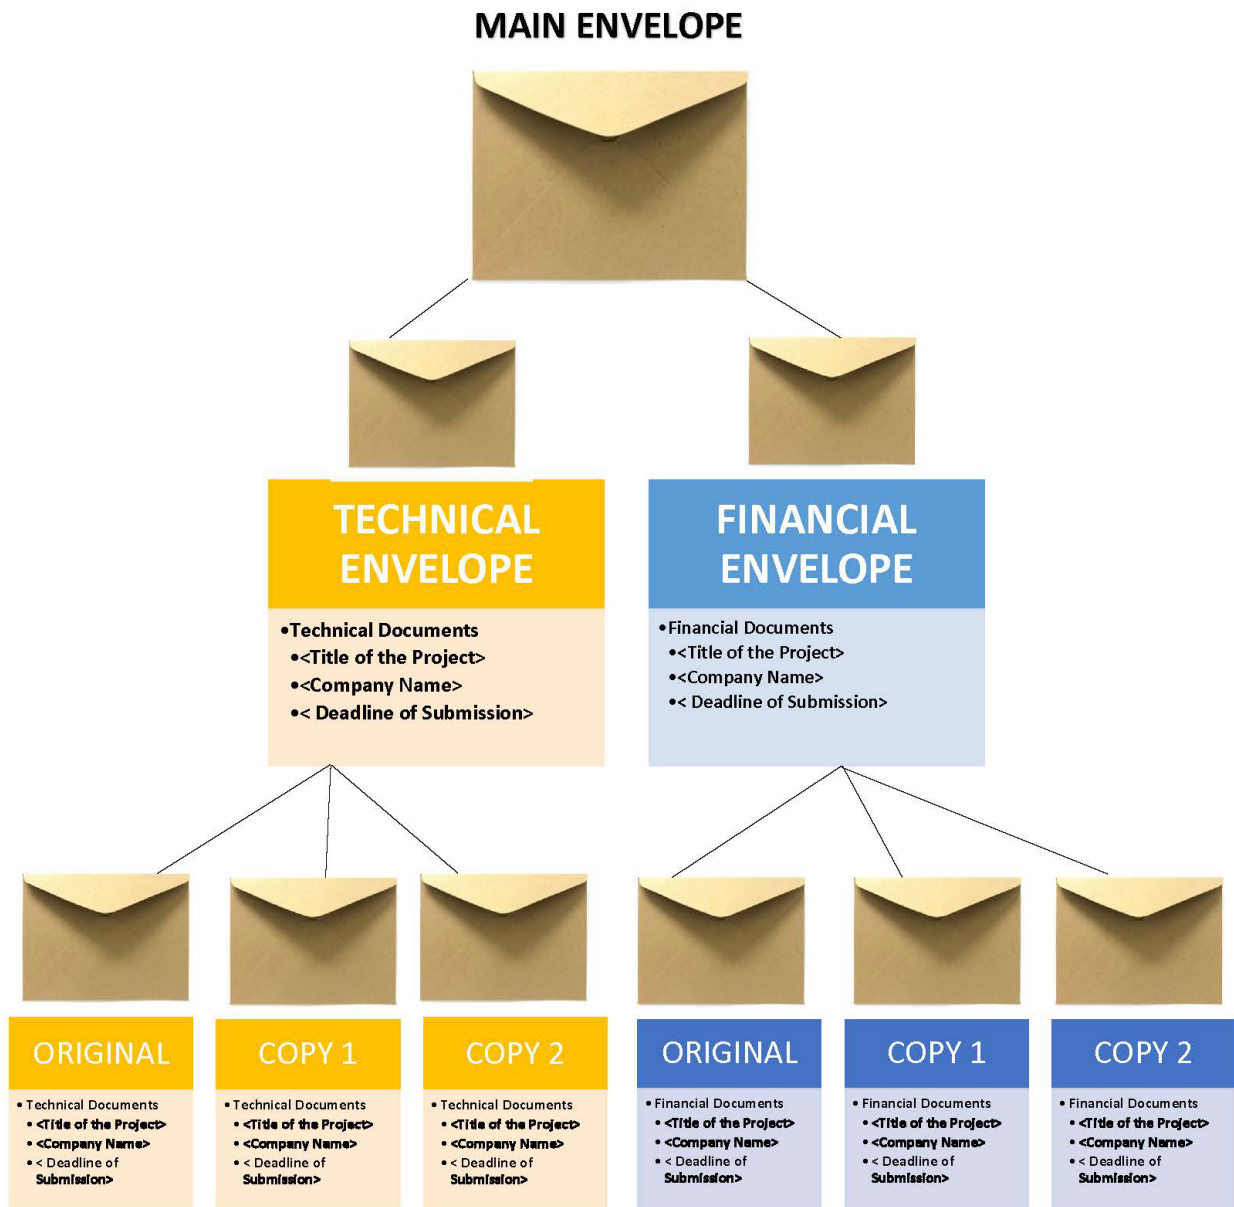 MAIN ENVELOPE
TECHNICAL
ENVELOPE
•Technical Documents
•<Title of the Project>
•<Company Name>
•< Deadline of Submission>
FINANCIAL
ENVELOPE
•Financial Documents
•<Title of the Project>
•<Company Name>
•< Deadline of Submission>
ORIGINAL
• Technical Documents
• <Title of the Project>
• <Company Name>
• < Deadline of
Submission>
COPY 1
• Technical Documents
• <Title of the Project>
• <Company Name>
• < Deadline of
Submission>
COPY 2
• Technical Documents
• <Title of the Project>
• <Company Name>
• < Deadline of
Submission>
ORIGINAL
• Financial Documents
• <Title of the Project>
• <Company Name>
• < Deadline of
Submission>
COPY 1
• Financial Documents
• <Title of the Project>
• <Company Name>
• < Deadline of
Submission>
COPY 2
• Financial Documents
• <Title of the Project>
• <Company Name>
• < Deadline of
Submission>